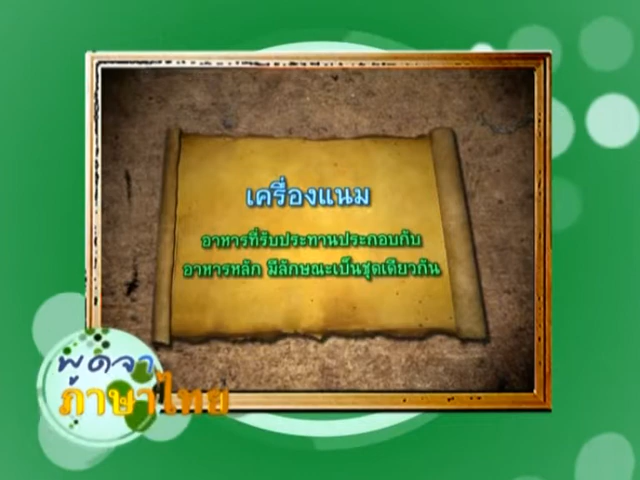 เครื่องแนม
อาหารที่รับประทานประกอบกับ
อาหารหลัก มีลักษณะเป็นชุดเดียวกัน
พูดจา
ภาษาไทย